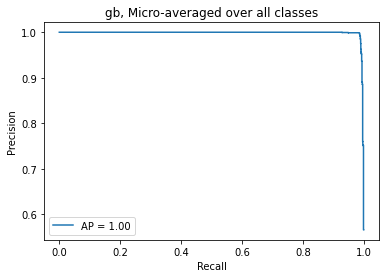 gb, Micro-averaged over all classes
1.0
0.9
0.8
0.7
0.6
Precision
AP = 1.00
0.0 0.2 0.4 0.6 0.8 1.0
Recall